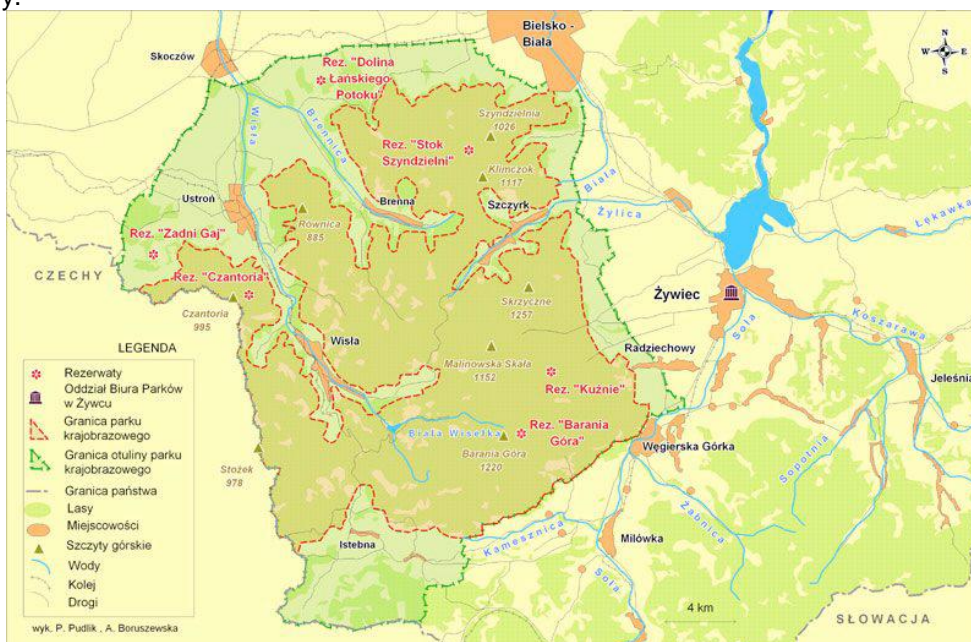 y.
Bielsko -
Biała
Skoczów
Rez. "Dolina
Łańskiego
Potoku"
N
W
E
S
Wisła
Brennica
Szyndzielnia
1026
Rez. "Stok
Szyndzielni"
Klimczok
1117
Biała
Ustroń
Brenna
Szczyrk
Żylica
Łękawka
Równica
885
Rez. "Zadni Gaj"
CZECHY
Rez. "Czantoria"
Skrzyczne
1257
Żywiec
Czantoria
995
Soła
Koszarawa
LEGENDA
Wisła
Malinowska Skała
1152
Radziechowy
Rez. "Kuźnie"
Jeleśnia
Rezerwaty
Oddział Biura Parków
w Żywcu
Granica parku
krajobrazowego
Granica otuliny parku
krajobrazowego
Granica państwa
Lasy
Miejscowości
Szczyty górskie
Wody
Kolej
Drogi
Biała Wisełka
Rez. "Barania
Góra"
Barania Góra
1220
Węgierska Górka
Sopotnia
Stożek
978
Żabnica
Kamesznica
Istebna
Milówka
Soła
4 km
SŁOWACJA
wyk. P. Pudlik , A. Boruszewska